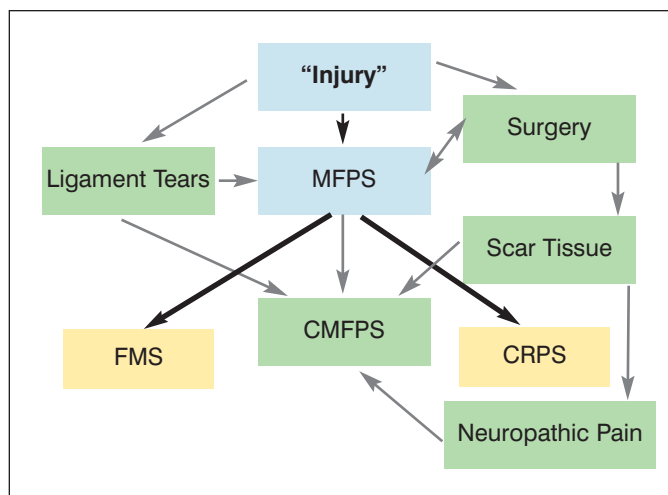 “Injury”
Surgery
Ligament Tears
MFPS
Scar Tissue
CMFPS
FMS
CRPS
Neuropathic Pain